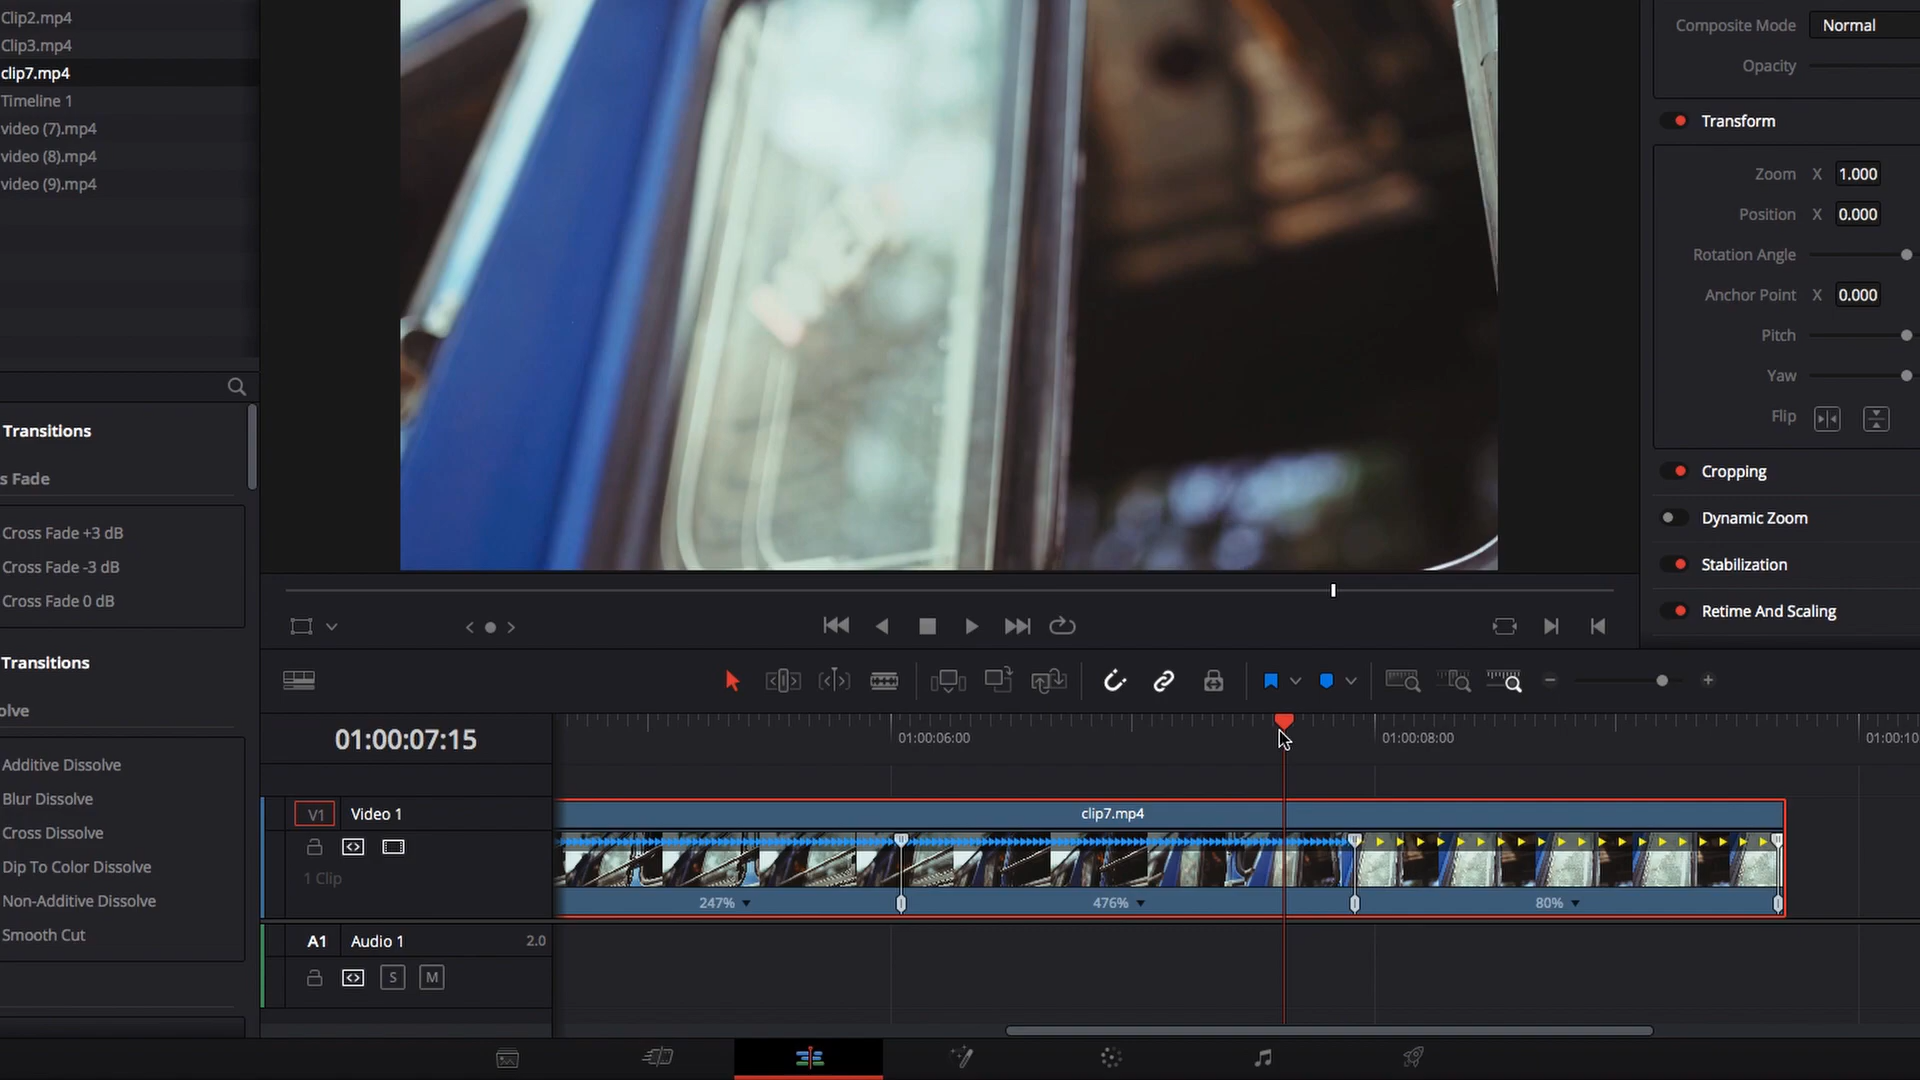 Clip2.mp4
Clip3.mp4
clip7.mp4
Timeline 1
video (7).mp4
video (8).mp4
video (9).mp4
Transitions
s Fade
Cross Fade +3 dB
Cross Fade -3 dB
Cross Fade 0 dB
Transitions
olve
Additive Dissolve
Blur Dissolve
Cross Dissolve
Dip To Color Dissolve
Non-Additive Dissolve
Smooth Cut
Composite Mode Normal
Opacity
Transform
Zoom X 1.000
Position X 0.000
Rotation Angle
Anchor Point X 0.000
Pitch
Yaw
Flip
Cropping
Dynamic Zoom
Stabilization
Retime And Scaling
01:00:07:15
01:00:06:00
01:00:08:00
01:00:10
V1 Video 1
1 Clip
clip7.mp4
247%
476%
80%
A1 Audio 1 2.0
S M